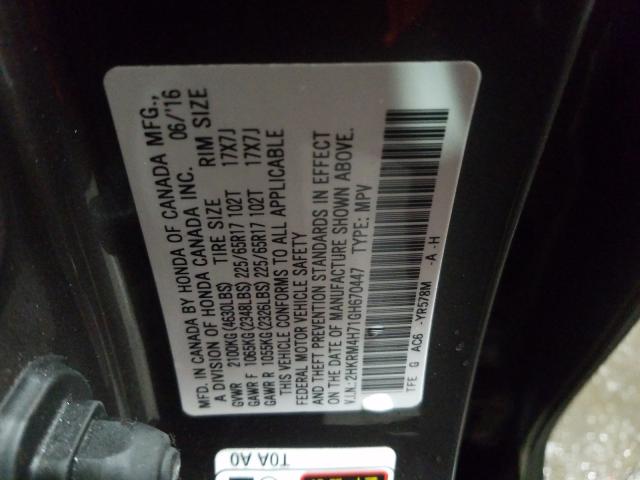 MFD. IN CANADA BY HONDA OF CANADA MFG.,
A DIVISION OF HONDA CANADA INC. 06/'16
TIRE SIZE RIM SIZE
GVWR 2100KG (4630LBS)
GAWR F 1065KG (2348LBS) 225/65R17 102T 17X7J
GAWR R 1055KG (2326LBS) 225/65R17 102T 17X7J
THIS VEHICLE CONFORMS TO ALL APPLICABLE
FEDERAL MOTOR VEHICLE SAFETY
AND THEFT PREVENTION STANDARDS IN EFFECT
ON THE DATE OF MANUFACTURE SHOWN ABOVE.
V.I.N.: 2HKRM4H71GH670447 TYPE: MPV
TFE G AC6 -YR578M -A -H
T0A A0